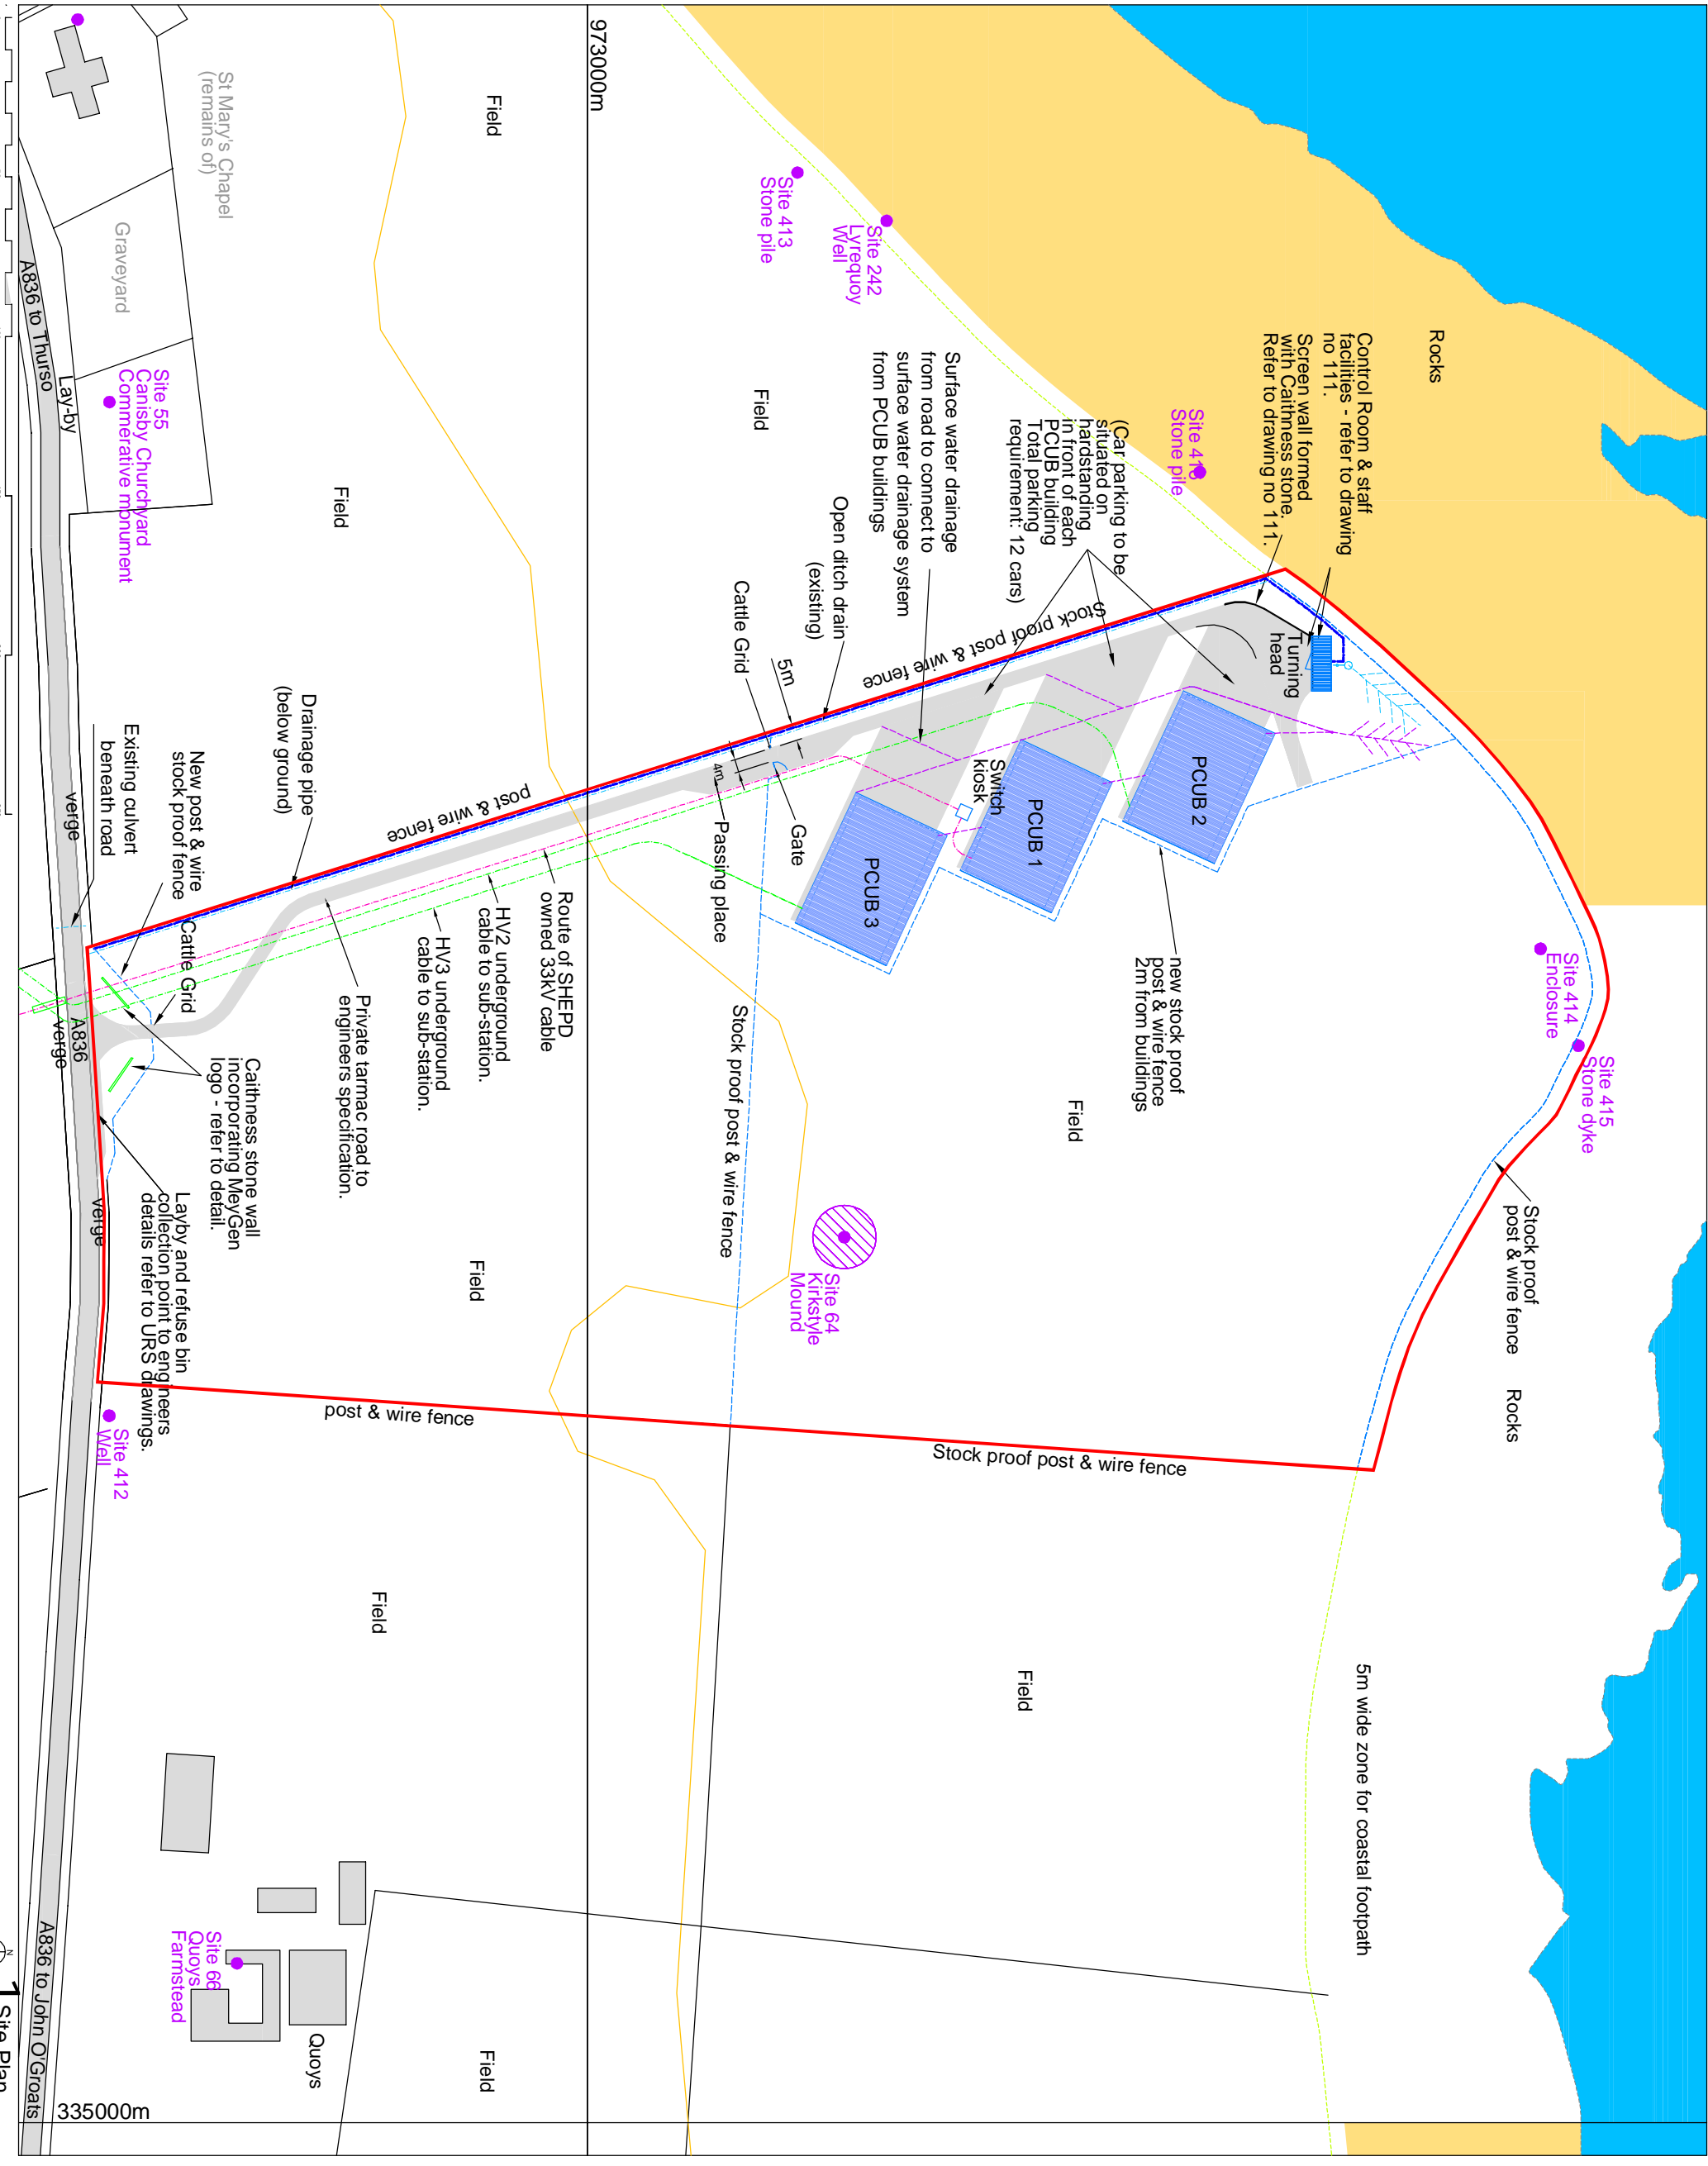 973000m
Field
St Mary's Chapel
(remains of)
Graveyard
A836 to Thurso
Lay-by
Site 55
Canisby Churchyard
Commerative monument
Field
Site 413
Stone pile
Site 242
Lyrequoy
Well
Field
Rocks
Control Room & staff
facilities - refer to drawing
no 111.
Screen wall formed
with Caithness stone.
Refer to drawing no 111.
Stone pile
(Car parking to be
situated on
hardstanding
in front of each
PCUB building
Total parking
requirement: 12 cars)
Surface water drainage
from road to connect to
surface water drainage system
from PCUB buildings
Open ditch drain
(existing)
Cattle Grid
5m
4m
Stock proof post & wire fence
Turning
head
PCUB 2
PCUB 1
PCUB 3
Switch
kiosk
Gate
Passing place
Drainage pipe
(below ground)
post & wire fence
Existing culvert
beneath road
verge
New post & wire
stock proof fence
Cattle Grid
Route of SHEPD
owned 33kV cable
HV2 underground
cable to sub-station.
HV3 underground
cable to sub-station.
Private tarmac road to
engineers specification.
A836
verge
Caithness stone wall
incorporating MeyGen
logo - refer to detail.
Layby and refuse bin
collection point to engineers
details refer to URS drawings.
verge
new stock proof
post & wire fence
2m from buildings
Stock proof post & wire fence
Field
Site 414
Enclosure
Site 415
Stone dyke
Stock proof
post & wire fence
Rocks
Site 64
Kirkstyle
Mound
Field
post & wire fence
Stock proof post & wire fence
Site 412
Well
Field
Field
5m wide zone for coastal footpath
Site 66
Quoys
Farmstead
Quoys
Field
A836 to John O'Groats
335000m
N
1
Site Plan